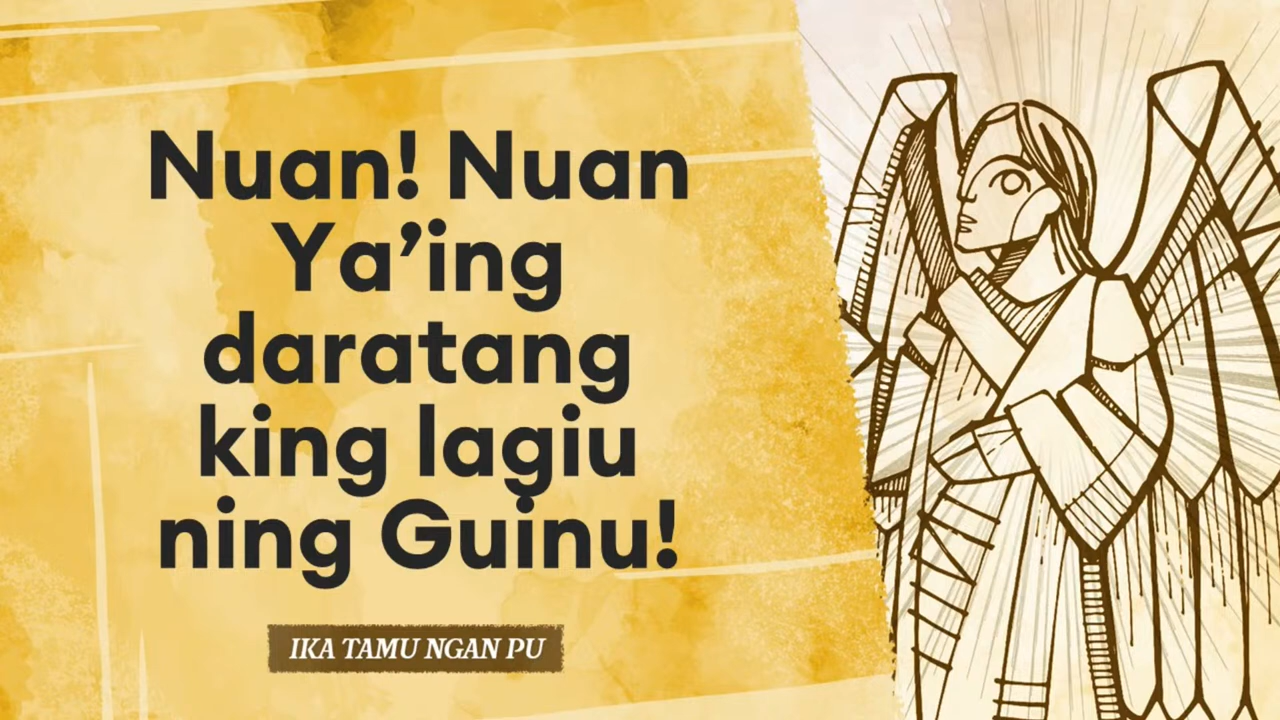 Nuan! Nuan
Ya’ing
daratang
king lagiu
ning Guinu!
IKA TAMU NGAN PU